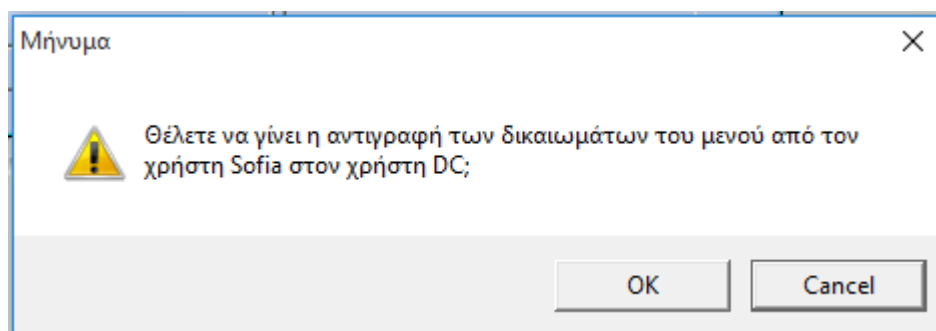 Μήνυμα
Θέλετε να γίνει η αντιγραφή των δικαιωμάτων του μενού από τον
χρήστη Sofia στον χρήστη DC;
OK
Cancel